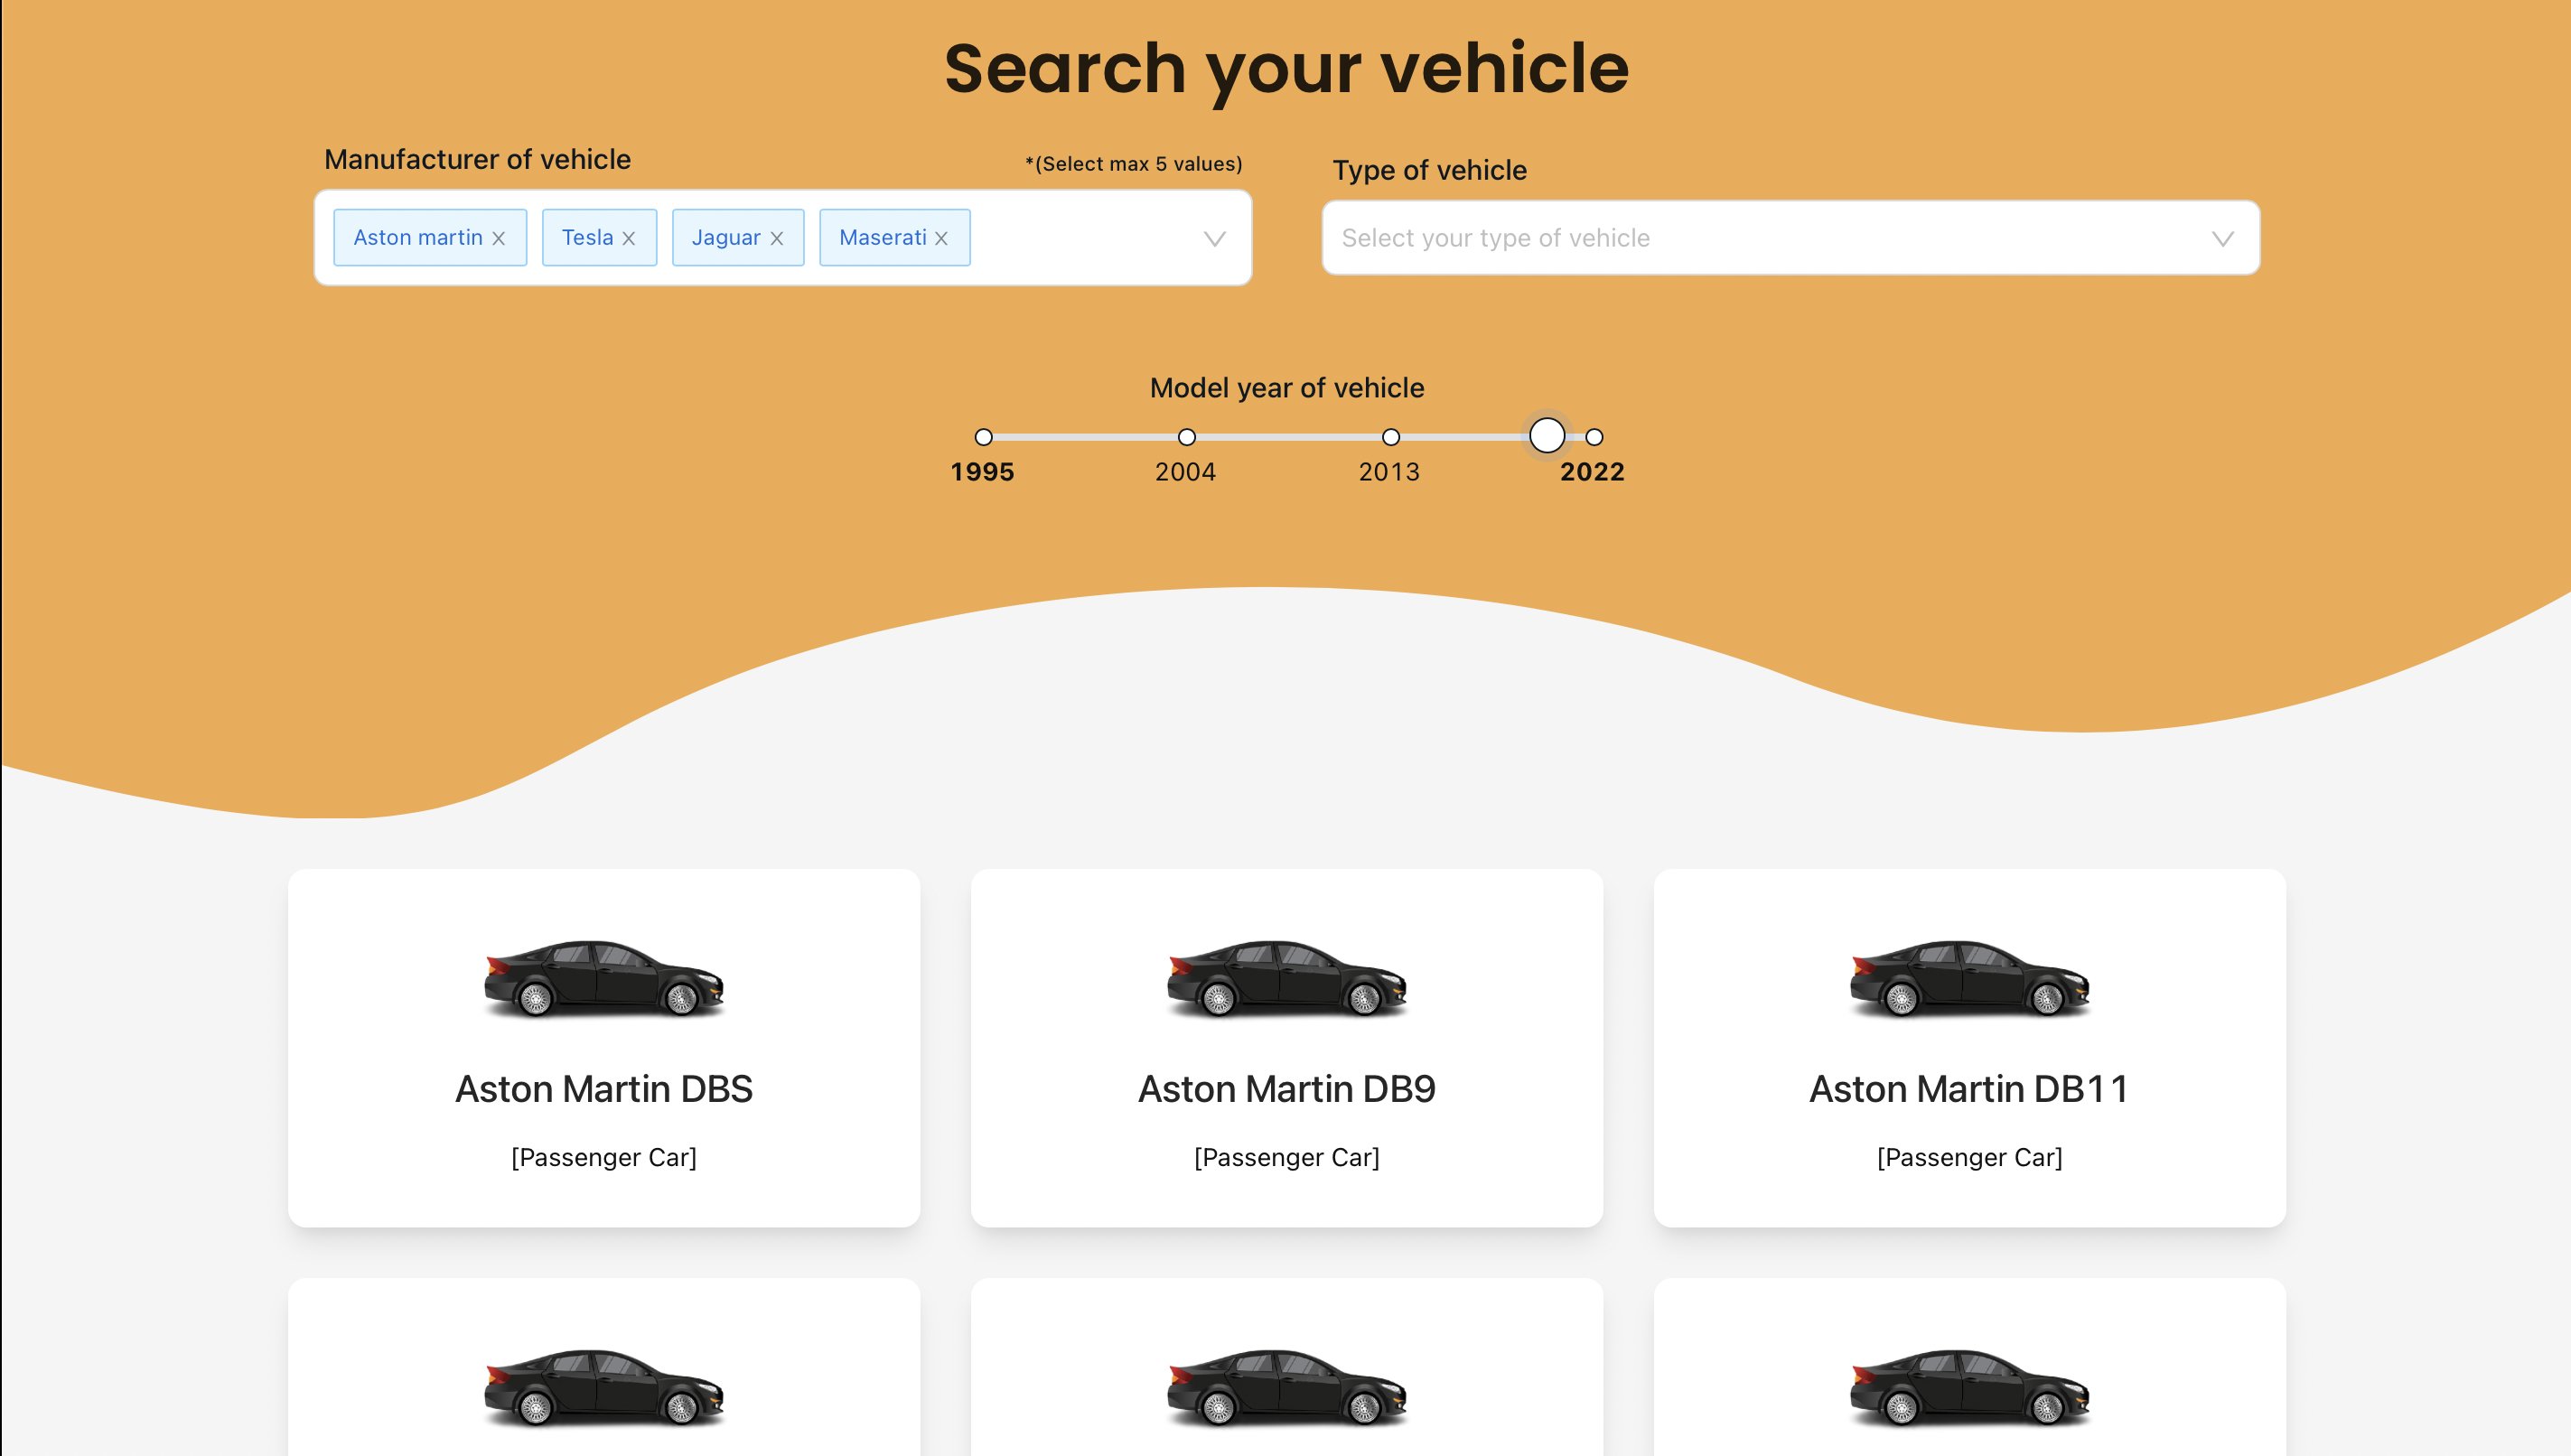 Search your vehicle
Manufacturer of vehicle
*(Select max 5 values)
Aston martin
Tesla
Jaguar
Maserati
Type of vehicle
Select your type of vehicle
Model year of vehicle
1995
2004
2013
2022
Aston Martin DBS
[Passenger Car]
Aston Martin DB9
[Passenger Car]
Aston Martin DB11
[Passenger Car]